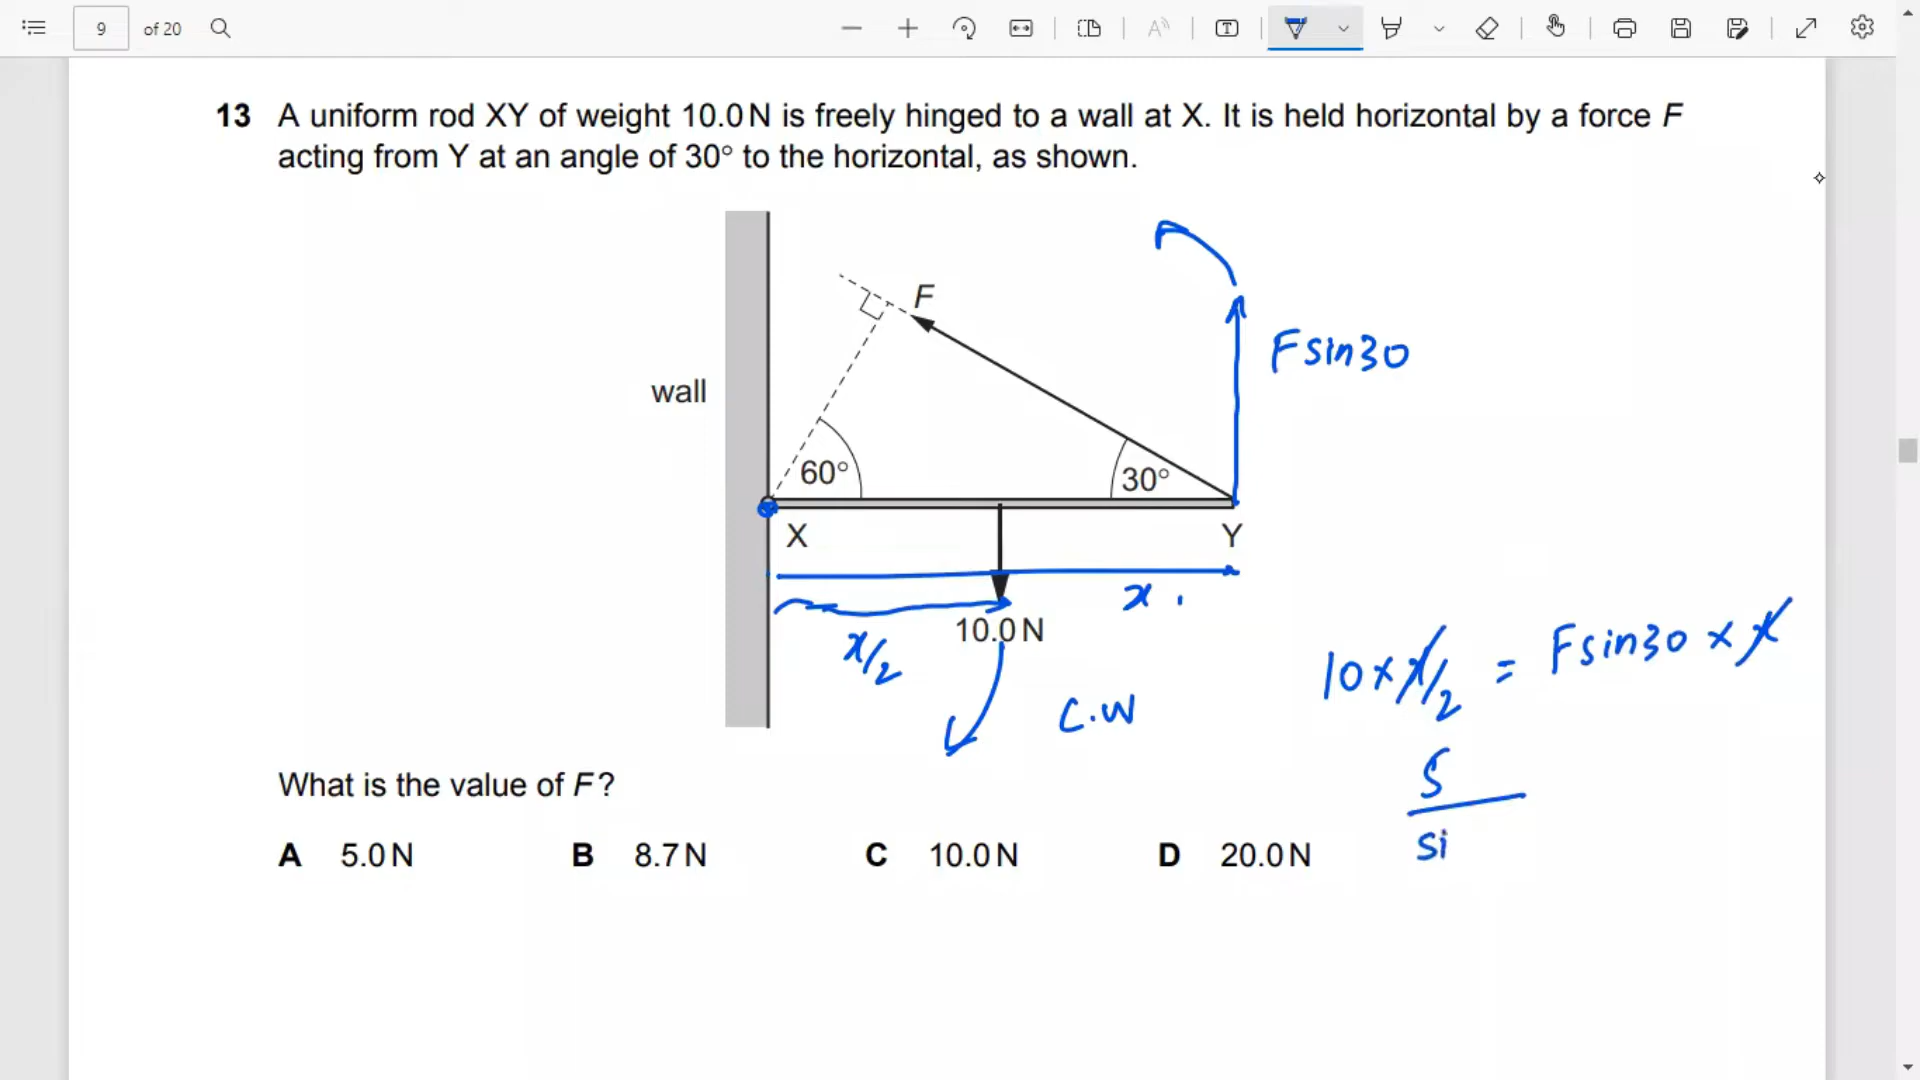 9 of 20
13 A uniform rod XY of weight 10.0 N is freely hinged to a wall at X. It is held horizontal by a force F
acting from Y at an angle of 30° to the horizontal, as shown.
F
F sin30
wall
60°
30°
X
Y
x
10.0 N
x/2
10 × x/2 = F sin30 × x
C.W
5
si
What is the value of F?
A 5.0 N B 8.7 N C 10.0 N D 20.0 N